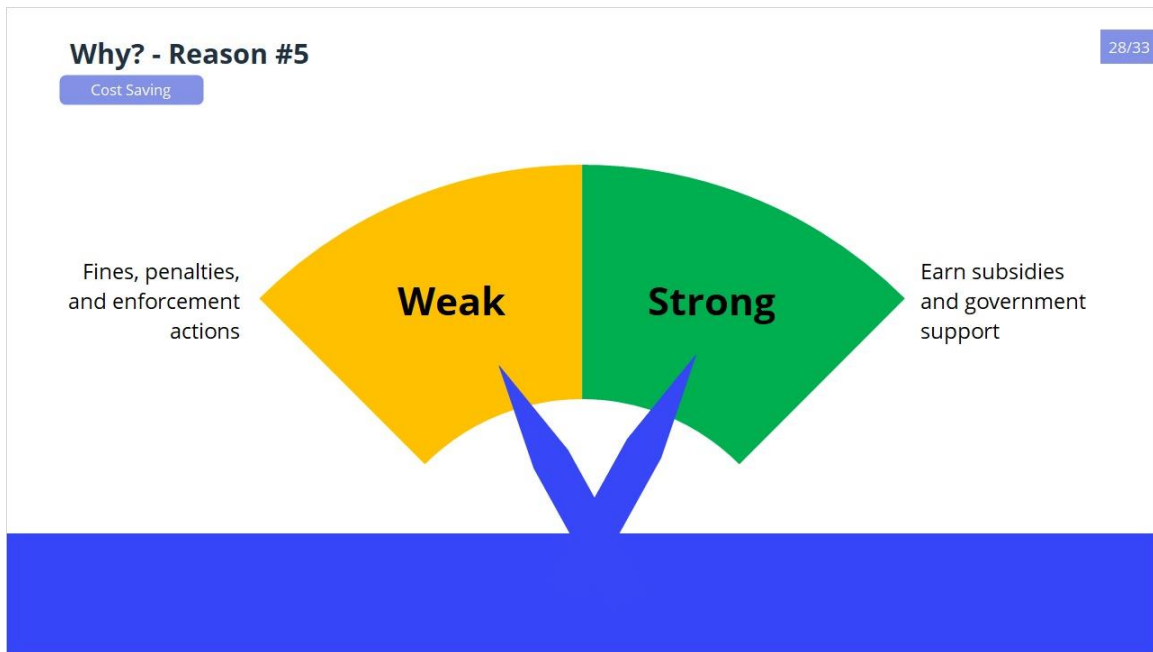 Why? - Reason #5
28/33
Cost Saving
Fines, penalties,
and enforcement
actions
Weak
Strong
Earn subsidies
and government
support